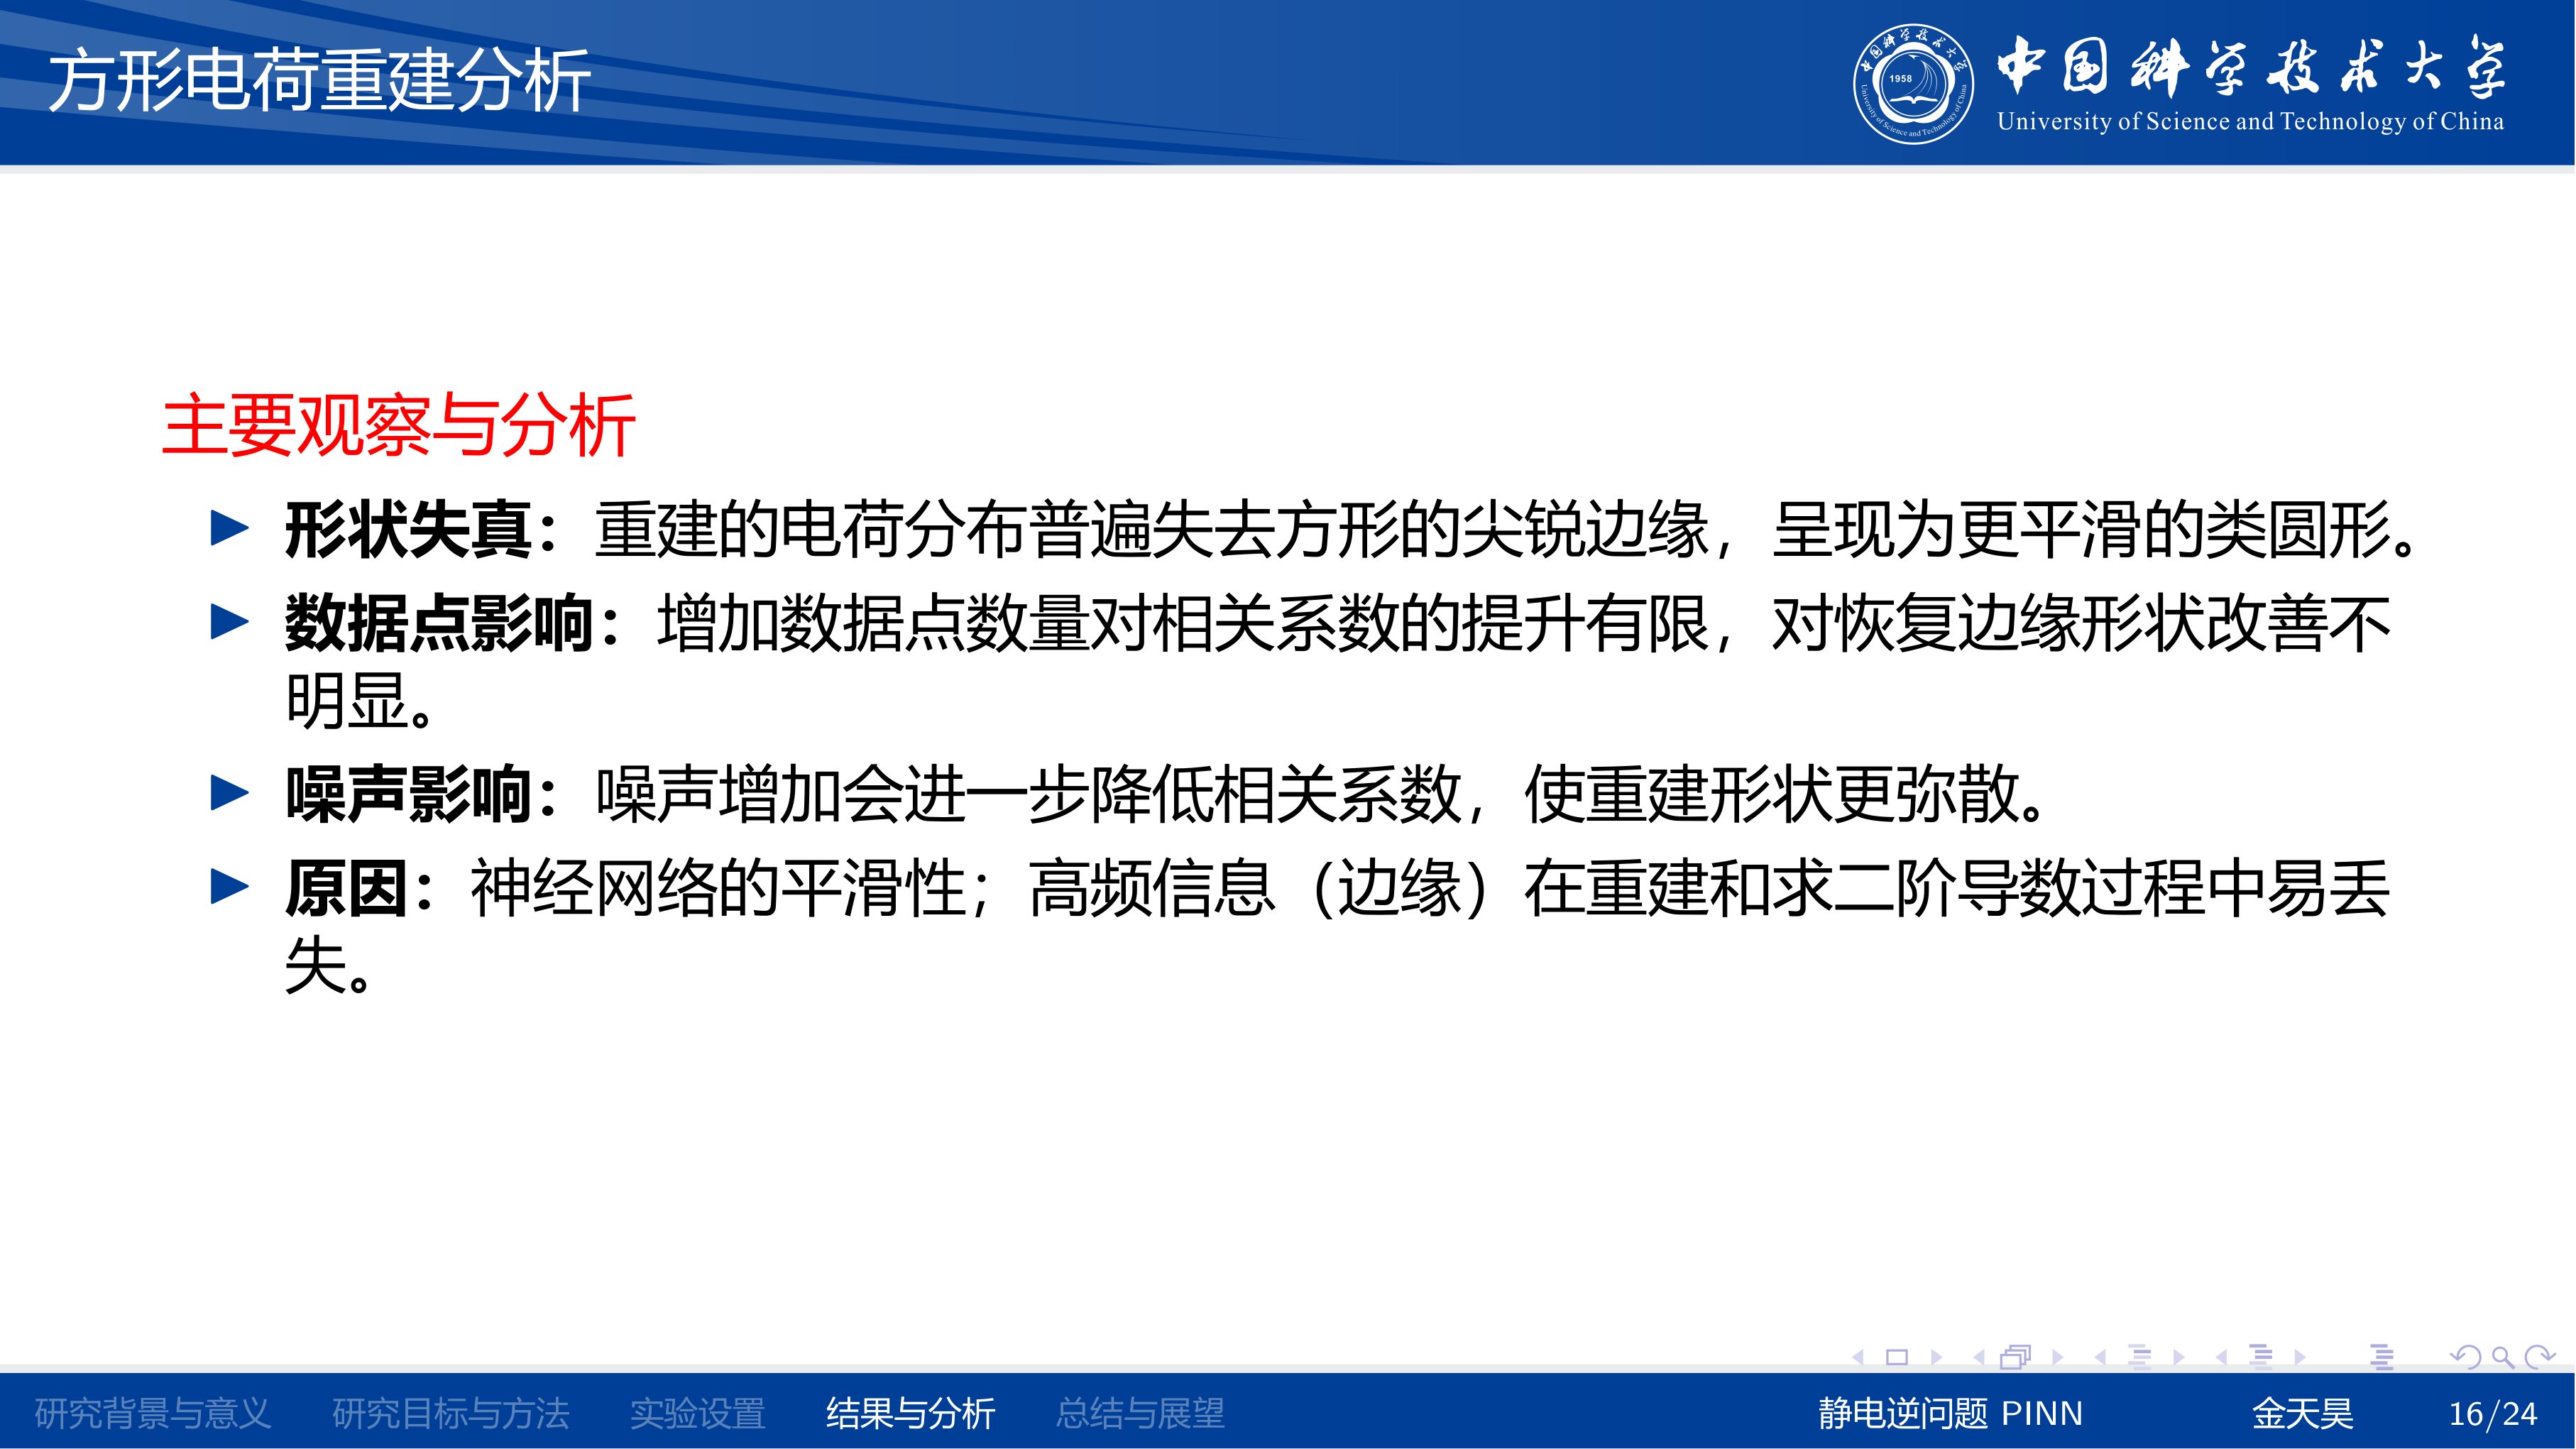 方形电荷重建分析
中国科学技术大学
University of Science and Technology of China
1958
主要观察与分析
形状失真：重建的电荷分布普遍失去方形的尖锐边缘，呈现为更平滑的类圆形。
数据点影响：增加数据点数量对相关系数的提升有限，对恢复边缘形状改善不
明显。
噪声影响：噪声增加会进一步降低相关系数，使重建形状更弥散。
原因：神经网络的平滑性；高频信息（边缘）在重建和求二阶导数过程中易丢
失。
研究背景与意义 研究目标与方法 实验设置 结果与分析 总结与展望 静电逆问题 PINN 金天昊 16/24